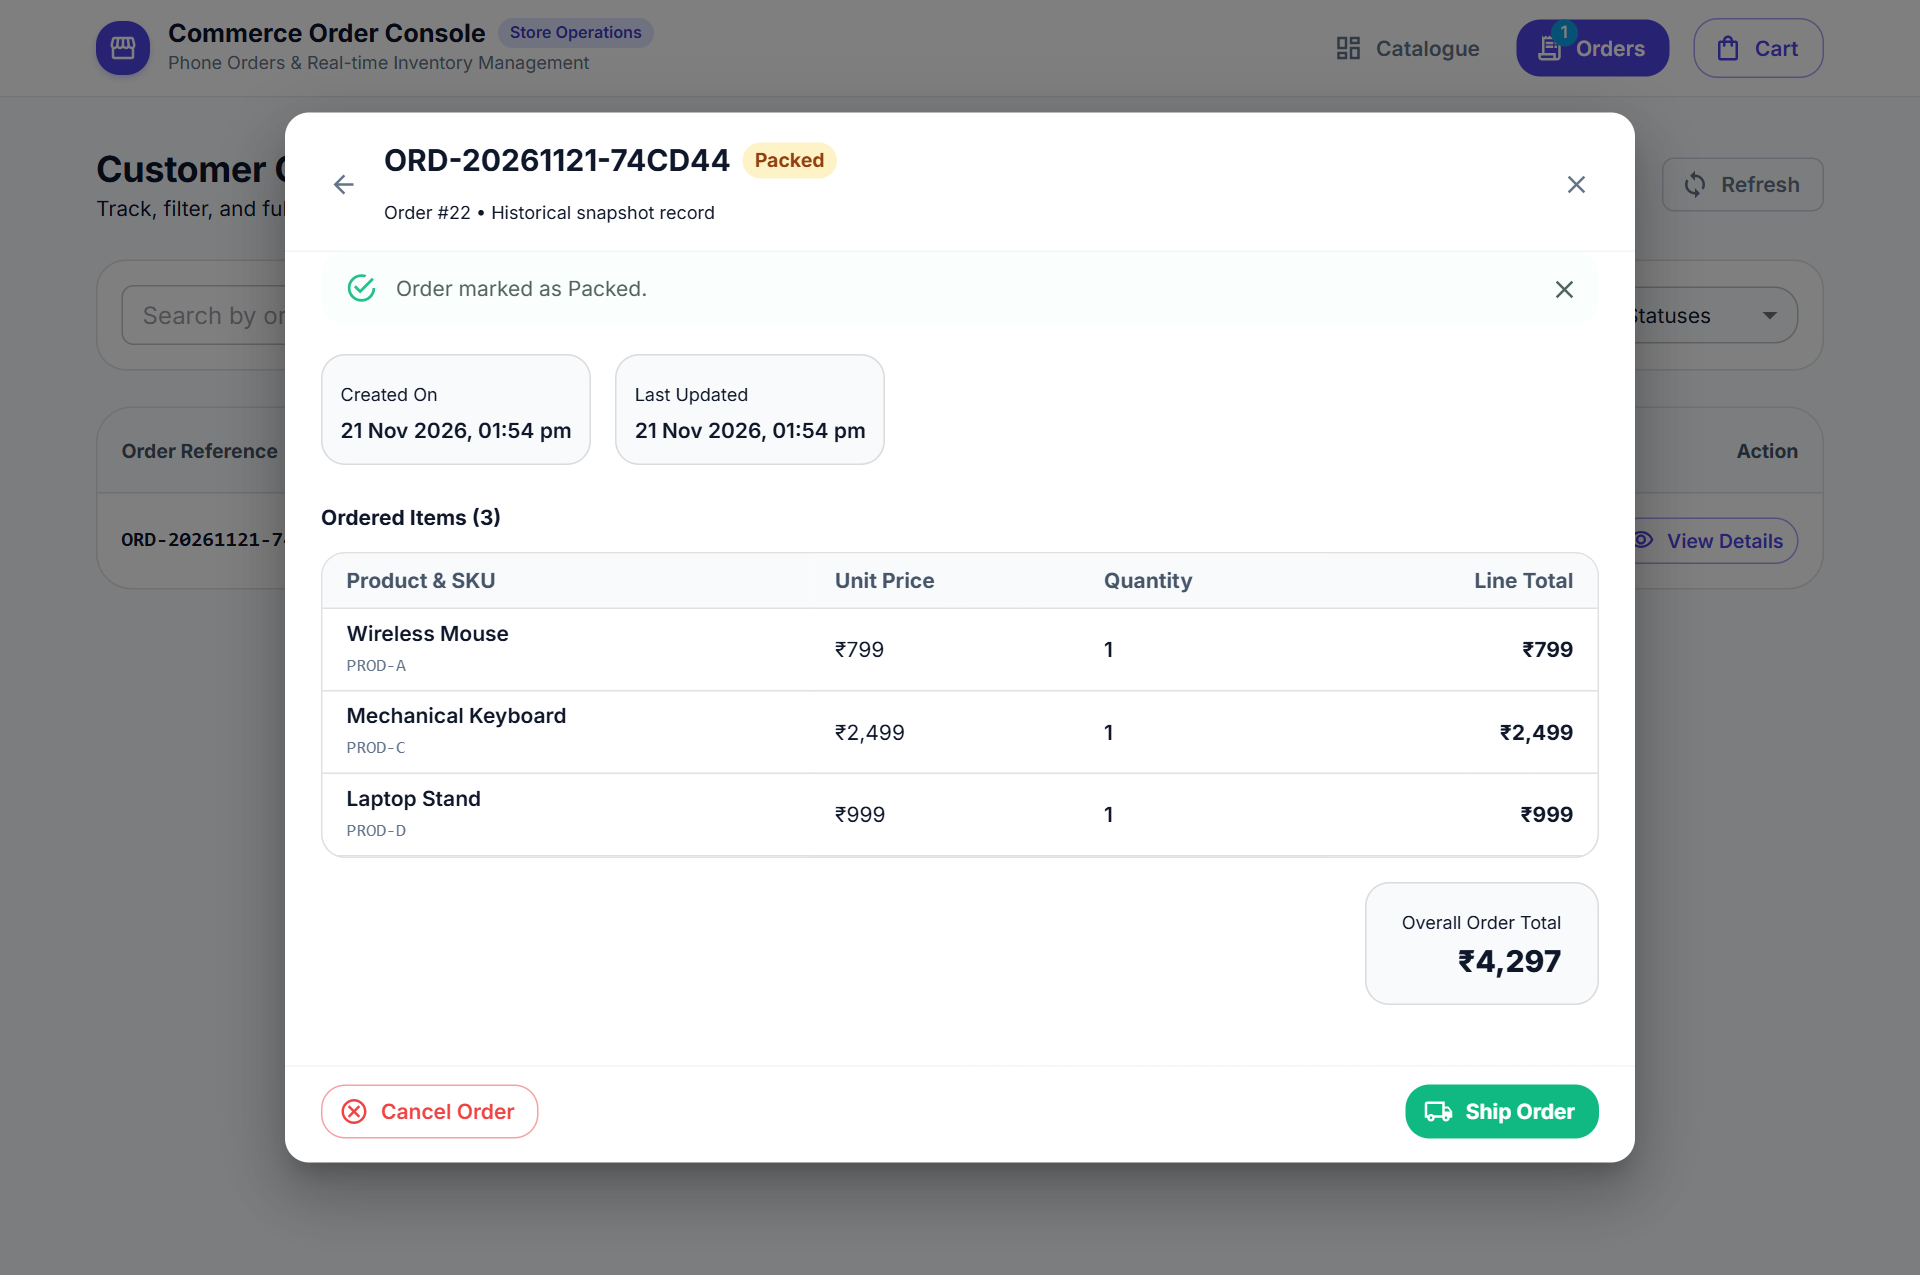 Commerce Order Console
Store Operations
Phone Orders & Real-time Inventory Management
Catalogue
1
Orders
Cart
Customer
Track, filter, and
Refresh
Search by
Statuses
Order Reference
Action
ORD-20261121-74
View Details
ORD-20261121-74CD44
Packed
Order #22 • Historical snapshot record
Order marked as Packed.
Created On
21 Nov 2026, 01:54 pm
Last Updated
21 Nov 2026, 01:54 pm
Ordered Items (3)
Product & SKU Unit Price Quantity Line Total
Wireless Mouse
PROD-A
₹799 1 ₹799
Mechanical Keyboard
PROD-C
₹2,499 1 ₹2,499
Laptop Stand
PROD-D
₹999 1 ₹999
Overall Order Total
₹4,297
Cancel Order
Ship Order